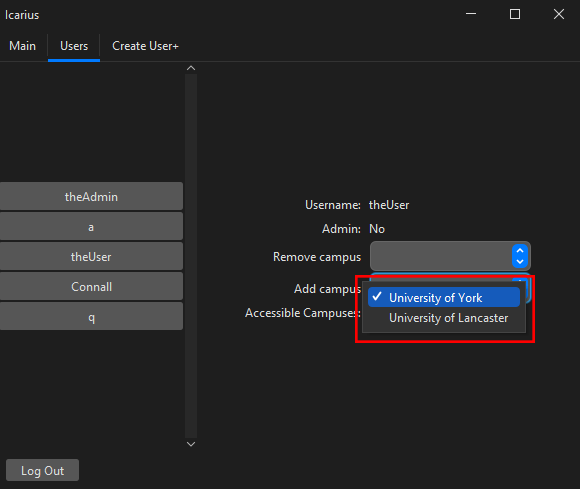 Icarius
Main Users Create User+
theAdmin
a
theUser
Connall
q
Username: theUser
Admin: No
Remove campus
Add campus
University of York
University of Lancaster
Accessible Campuses:
Log Out